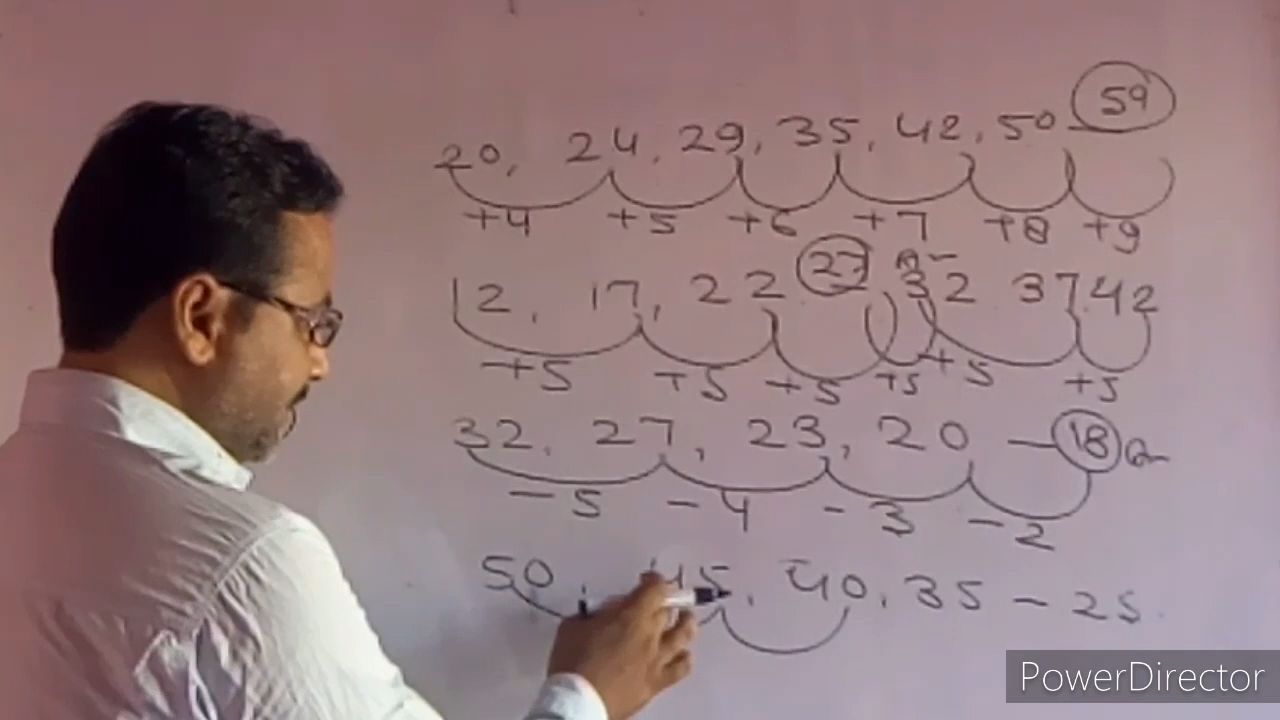 20, 24, 29, 35, 42, 50 59
+4 +5 +6 +7 +8 +9
12, 17, 22 27 32 37 42
+5 +5 +5 +5 +5 +5
32, 27, 23, 20 - 18
-5 -4 -3 -2
50, 45, 40, 35 - 25
PowerDirector